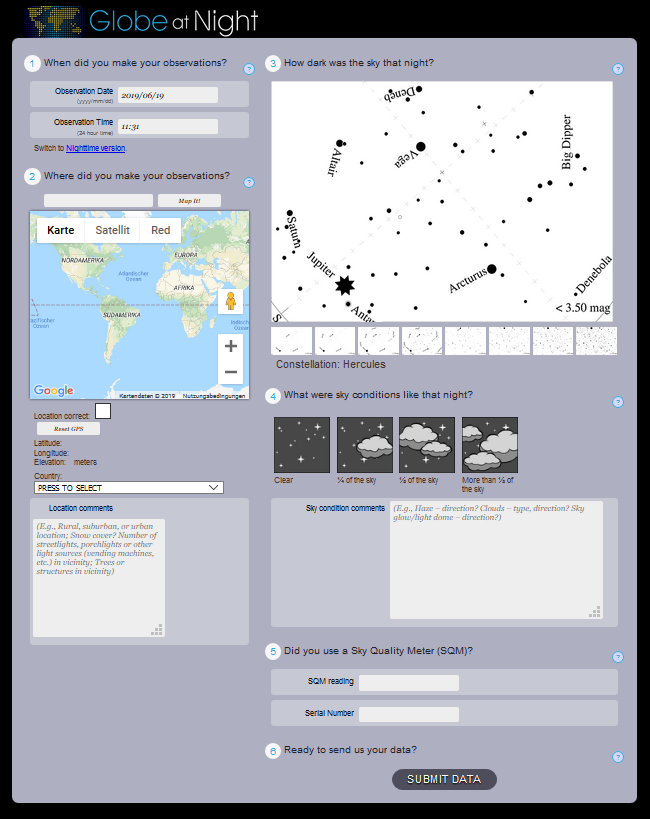 Globe at Night
1 When did you make your observations? ?
Observation Date
(yyyy/mm/dd)
2019/06/19
Observation Time
(24 hour time)
11:31
Switch to Nighttime version
2 Where did you make your observations? ?
Map It!
Karte Satellit Red
NORDAMERIKA
EUROPA
Atlantischer
Ozean
AFRIKA
SÜDAMERIKA
Ozean
Indisch
Google
Kartendaten © 2019 Nutzungsbedingungen
Location correct:
Reset GPS
Latitude:
Longitude:
Elevation: meters
Country:
PRESS TO SELECT
Location comments
(E.g., Rural, suburban, or urban
location; Snow cover? Number of
streetlights, porchlights or other
light sources (vending machines,
etc.) in vicinity; Trees or
structures in vicinity)
3 How dark was the sky that night? ?
Deneb
Altair
Vega
Big Dipper
Saturn
Jupiter
Arcturus
Denebola
S
Anta
< 3.50 mag
Constellation: Hercules
4 What were sky conditions like that night? ?
Clear
¼ of the sky
½ of the sky
More than ½ of
the sky
Sky condition comments
(E.g., Haze – direction? Clouds – type, direction? Sky
glow/light dome – direction?)
5 Did you use a Sky Quality Meter (SQM)? ?
SQM reading
Serial Number
6 Ready to send us your data? ?
SUBMIT DATA